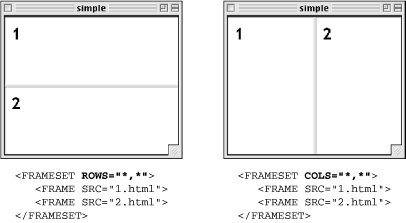 simple
1
2
<FRAMESET ROWS="*,*">
<FRAME SRC="1.html">
<FRAME SRC="2.html">
</FRAMESET>
simple
1 2
<FRAMESET COLS="*,*">
<FRAME SRC="1.html">
<FRAME SRC="2.html">
</FRAMESET>